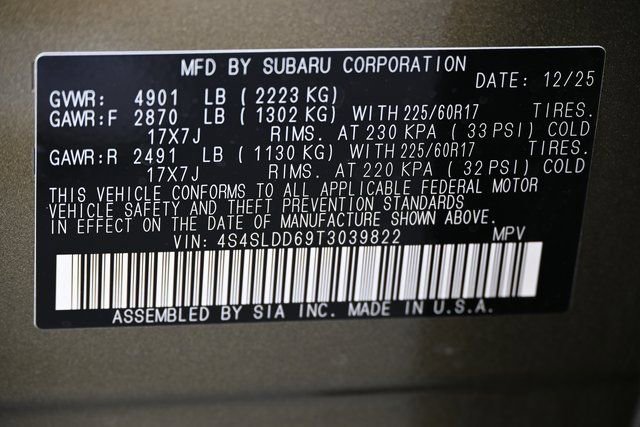 MFD BY SUBARU CORPORATION
DATE: 12/25
GVWR: 4901 LB ( 2223 KG)
GAWR:F 2870 LB ( 1302 KG) WITH 225/60R17 TIRES.
17X7J RIMS. AT 230 KPA ( 33 PSI) COLD
GAWR:R 2491 LB ( 1130 KG) WITH 225/60R17 TIRES.
17X7J RIMS. AT 220 KPA ( 32 PSI) COLD
THIS VEHICLE CONFORMS TO ALL APPLICABLE FEDERAL MOTOR
VEHICLE SAFETY AND THEFT PREVENTION STANDARDS
IN EFFECT ON THE DATE OF MANUFACTURE SHOWN ABOVE.
VIN: 4S4SLDD69T3039822 MPV
ASSEMBLED BY SIA INC. MADE IN U.S.A.